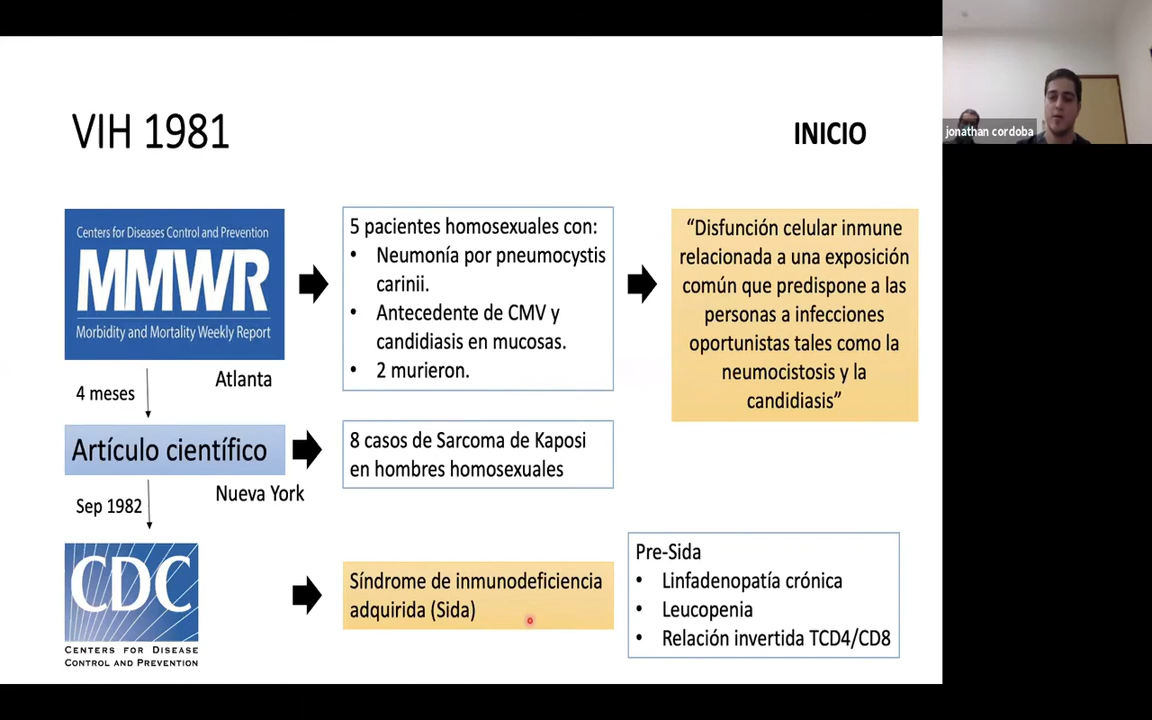 VIH 1981
INICIO
Centers for Diseases Control and Prevention
MMWR
Morbidity and Mortality Weekly Report
Atlanta
4 meses
5 pacientes homosexuales con:
• Neumonía por pneumocystis
carinii.
• Antecedente de CMV y
candidiasis en mucosas.
• 2 murieron.
“Disfunción celular inmune
relacionada a una exposición
común que predispone a las
personas a infecciones
oportunistas tales como la
neumocistosis y la
candidiasis”
Artículo científico
Nueva York
8 casos de Sarcoma de Kaposi
en hombres homosexuales
Sep 1982
CDC
CENTERS FOR DISEASE
CONTROL AND PREVENTION
Síndrome de inmunodeficiencia
adquirida (Sida)
Pre-Sida
• Linfadenopatía crónica
• Leucopenia
• Relación invertida TCD4/CD8
jonathan cordoba